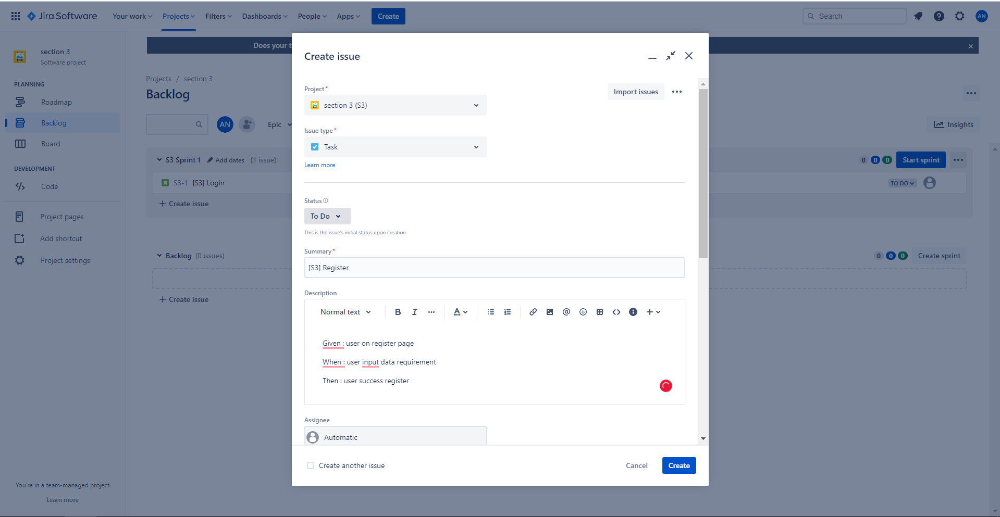 Jira Software Your work Projects Filters Dashboards People Apps Create Search AN
Does your t
section 3
Software project
PLANNING
Roadmap
Backlog
Board
DEVELOPMENT
Code
Project pages
Add shortcut
Project settings
You're in a team-managed project
Learn more
Projects / section 3
Backlog
AN Epic
Insights
S3 Sprint 1 Add dates (1 issue) 0 0 0 Start sprint
S3-1 [S3] Login TO DO
+ Create issue
Backlog (0 issues) 0 0 0 Create sprint
+ Create issue
Create issue
Project*
Import issues
section 3 (S3)
Issue type*
Task
Learn more
Status
To Do
This is the issue's initial status upon creation
Summary*
[S3] Register
Description
Normal text B I A @
Given : user on register page
When : user input data requirement
Then : user success register
Assignee
Automatic
Create another issue Cancel Create